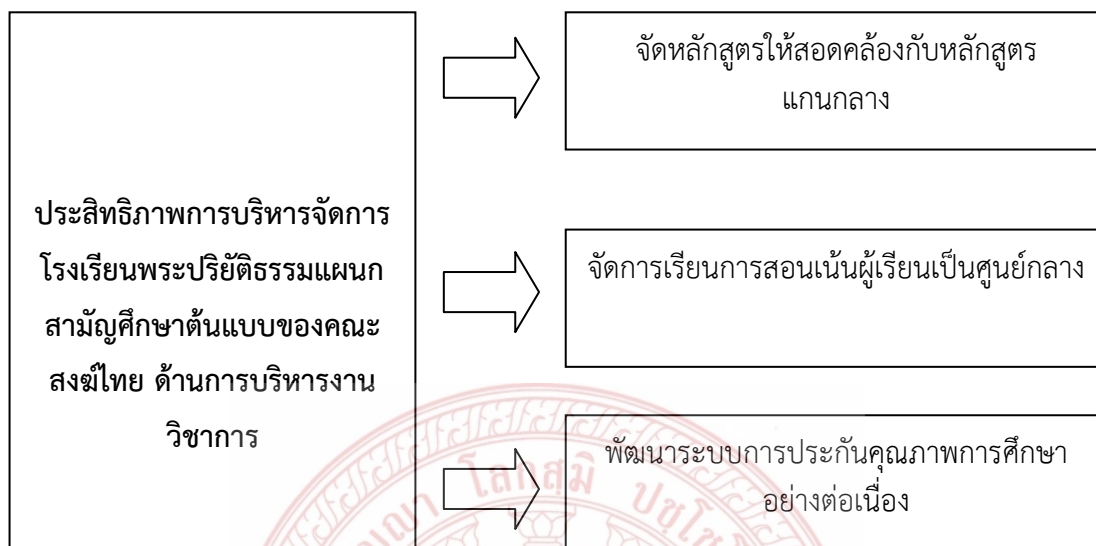 จัดหลักสูตรให้สอดคล้องกับหลักสูตร
แกนกลาง
ประสิทธิภาพการบริหารจัดการ
โรงเรียนพระปริยัติธรรมแผนก
สามัญศึกษาต้นแบบของคณะ
สงฆ์ไทย ด้านการบริหารงาน
วิชาการ
จัดการเรียนการสอนเน้นผู้เรียนเป็นศูนย์กลาง
พัฒนาระบบการประกันคุณภาพการศึกษา
อย่างต่อเนื่อง
โลกสฺมิ